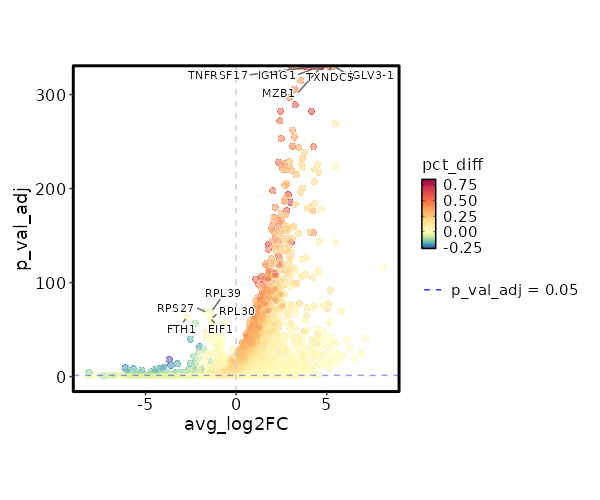 TNFRSF17
IGHG1
TXNDC5
IGLV3-1
MZB1
300
200
100
0
p_val_adj
RPL39
RPS27
RPL30
FTH1
EIF1
-5
0
5
avg_log2FC
pct_diff
0.75
0.50
0.25
0.00
-0.25
p_val_adj = 0.05